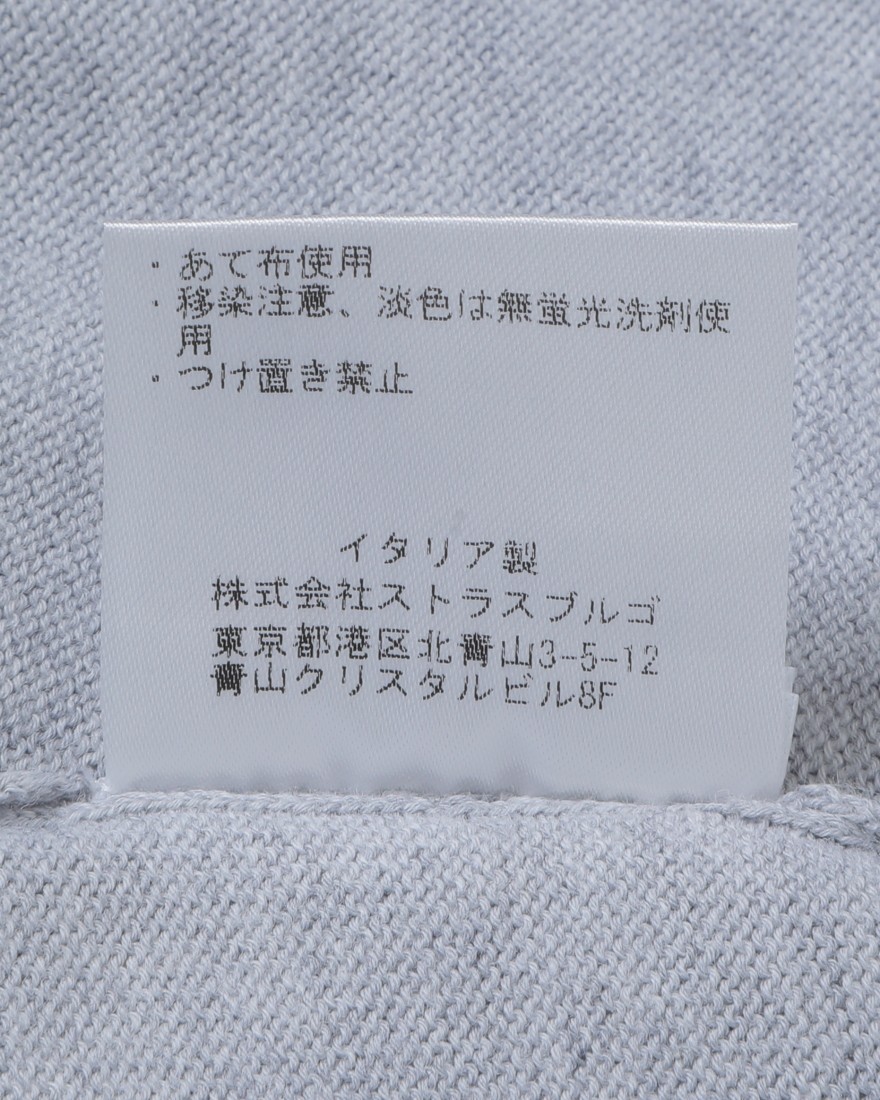 ・あて布使用
・移染注意、淡色は無蛍光洗剤使
用
・つけ置き禁止
イタリア製
株式会社ストラスブルゴ
東京都港区北青山3-5-12
青山クリスタルビル8F